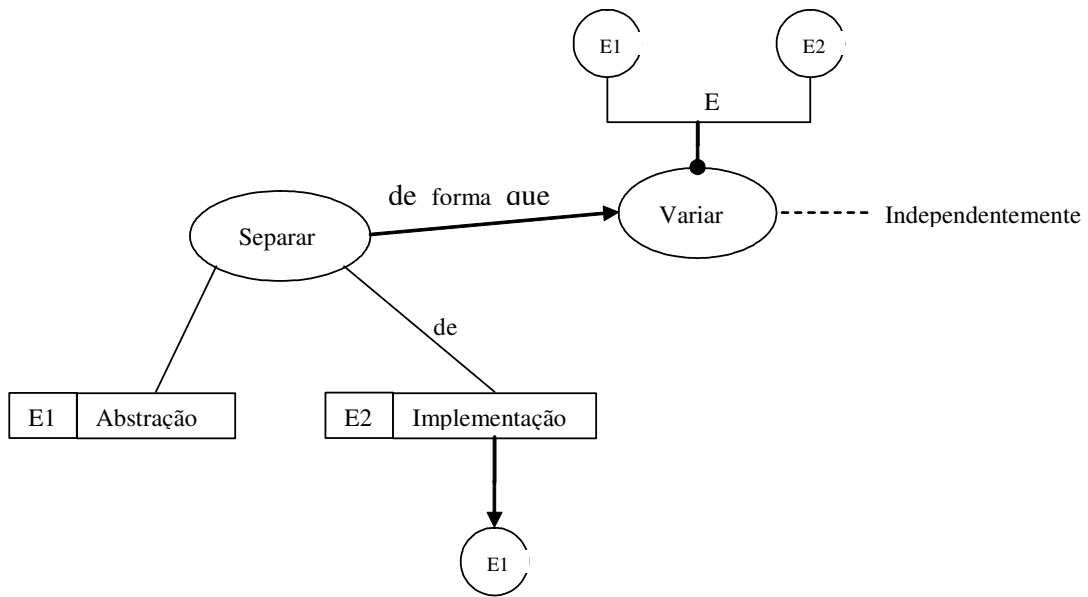 E1 E2
E
de forma que
Variar
Independentemente
Separar
de
E1 Abstração
E2 Implementação
E1